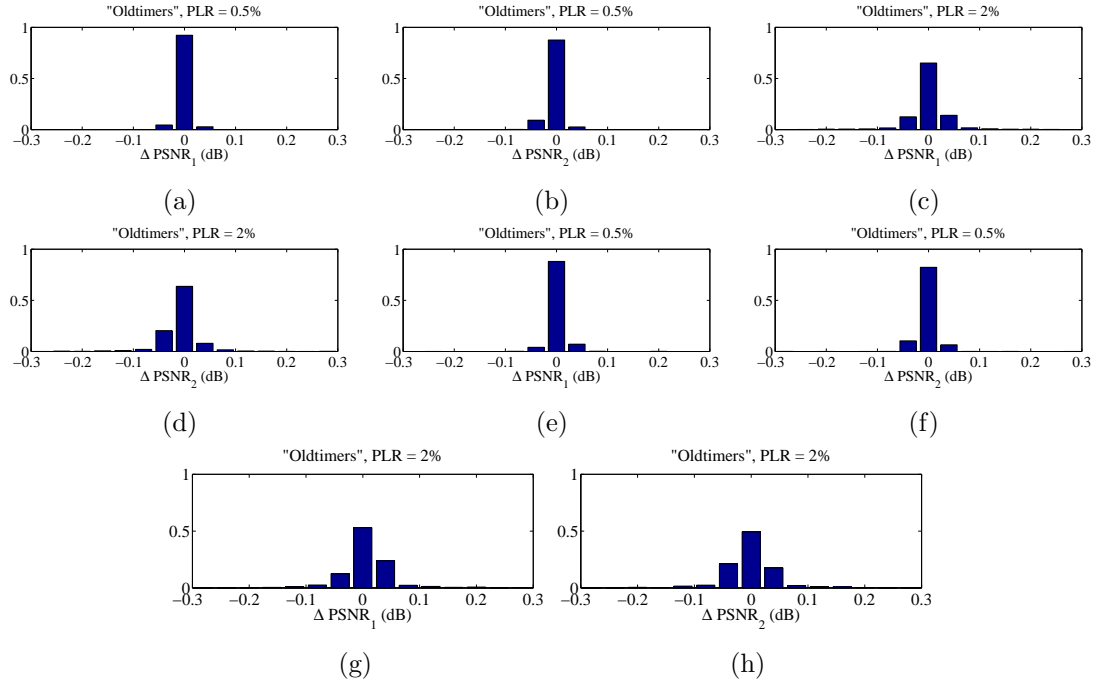 "Oldtimers", PLR = 0.5%
1
0.5
0
−0.3 −0.2 −0.1 0 0.1 0.2 0.3
Δ PSNR1 (dB)
(a)
"Oldtimers", PLR = 0.5%
1
0.5
0
−0.3 −0.2 −0.1 0 0.1 0.2 0.3
Δ PSNR2 (dB)
(b)
"Oldtimers", PLR = 2%
1
0.5
0
−0.3 −0.2 −0.1 0 0.1 0.2 0.3
Δ PSNR1 (dB)
(c)
"Oldtimers", PLR = 2%
1
0.5
0
−0.3 −0.2 −0.1 0 0.1 0.2 0.3
Δ PSNR2 (dB)
(d)
"Oldtimers", PLR = 0.5%
1
0.5
0
−0.3 −0.2 −0.1 0 0.1 0.2 0.3
Δ PSNR1 (dB)
(e)
"Oldtimers", PLR = 0.5%
1
0.5
0
−0.3 −0.2 −0.1 0 0.1 0.2 0.3
Δ PSNR2 (dB)
(f)
"Oldtimers", PLR = 2%
1
0.5
0
−0.3 −0.2 −0.1 0 0.1 0.2 0.3
Δ PSNR1 (dB)
(g)
"Oldtimers", PLR = 2%
1
0.5
0
−0.3 −0.2 −0.1 0 0.1 0.2 0.3
Δ PSNR2 (dB)
(h)